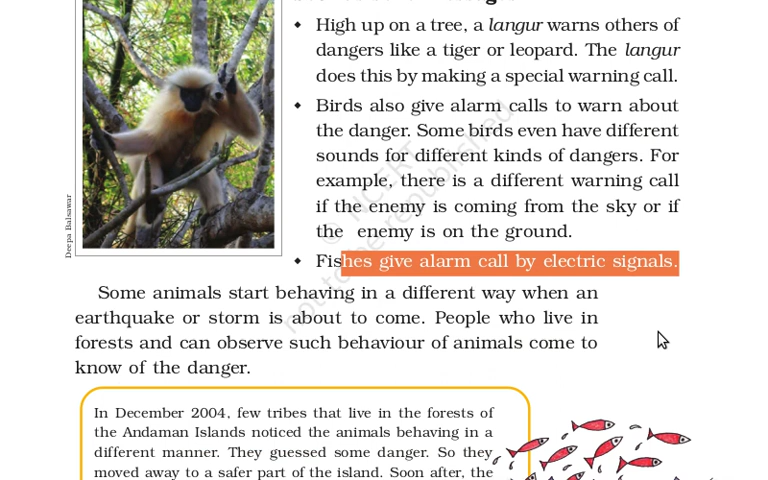 High up on a tree, a langur warns others of
dangers like a tiger or leopard. The langur
does this by making a special warning call.
Birds also give alarm calls to warn about
the danger. Some birds even have different
sounds for different kinds of dangers. For
example, there is a different warning call
if the enemy is coming from the sky or if
the enemy is on the ground.
Fishes give alarm call by electric signals.
Deepa Balsawar
© NCERT
not to be republished
Some animals start behaving in a different way when an
earthquake or storm is about to come. People who live in
forests and can observe such behaviour of animals come to
know of the danger.
In December 2004, few tribes that live in the forests of
the Andaman Islands noticed the animals behaving in a
different manner. They guessed some danger. So they
moved away to a safer part of the island. Soon after, the